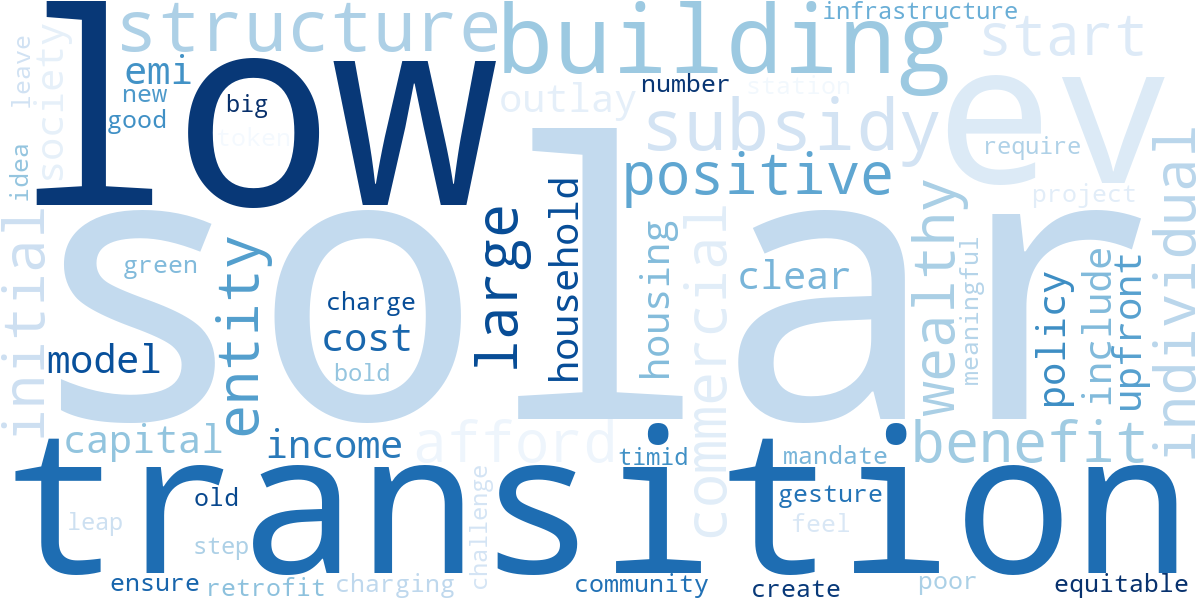 infrastructure
structure
building
start
low
ev
leave
society
emi
new
good
big
token
number
station
outlay
subsidy
require
idea
positive
project
individual
initial
solar
large
household
housing
commercial
wealthy
entity
green
charge
cost
bold
model
clear
meaningful
policy
include
upfront
capital
income
afford
timid
mandate
benefit
transition
old
leap
step
challenge
gesture
feel
ensure
retrofit
charging
community
create
poor
equitable